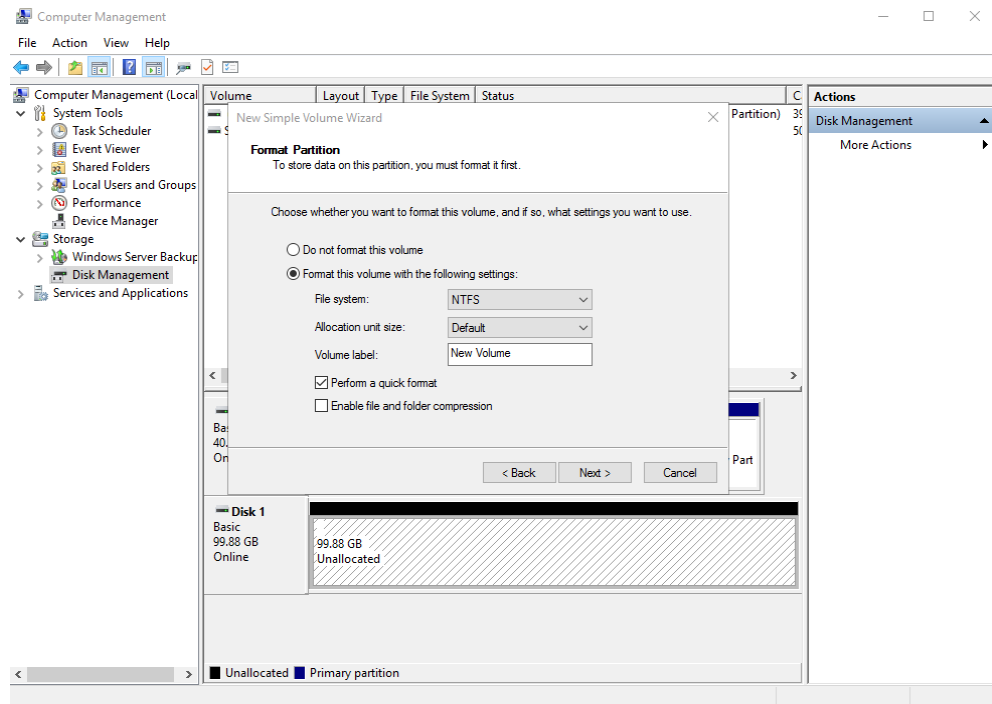 Computer Management
File Action View Help
Computer Management (Local
System Tools
Task Scheduler
Event Viewer
Shared Folders
Local Users and Groups
Performance
Device Manager
Storage
Windows Server Backup
Disk Management
Services and Applications
Volume Layout Type File System Status C
Partition) 39
S 50
New Simple Volume Wizard
Format Partition
To store data on this partition, you must format it first.
Choose whether you want to format this volume, and if so, what settings you want to use.
Do not format this volume
Format this volume with the following settings:
File system: NTFS
Allocation unit size: Default
Volume label: New Volume
Perform a quick format
Enable file and folder compression
< Back Next > Cancel
Bas
40.
On
Part
Disk 1
Basic
99.88 GB
Online
99.88 GB
Unallocated
Unallocated Primary partition
Actions
Disk Management
More Actions